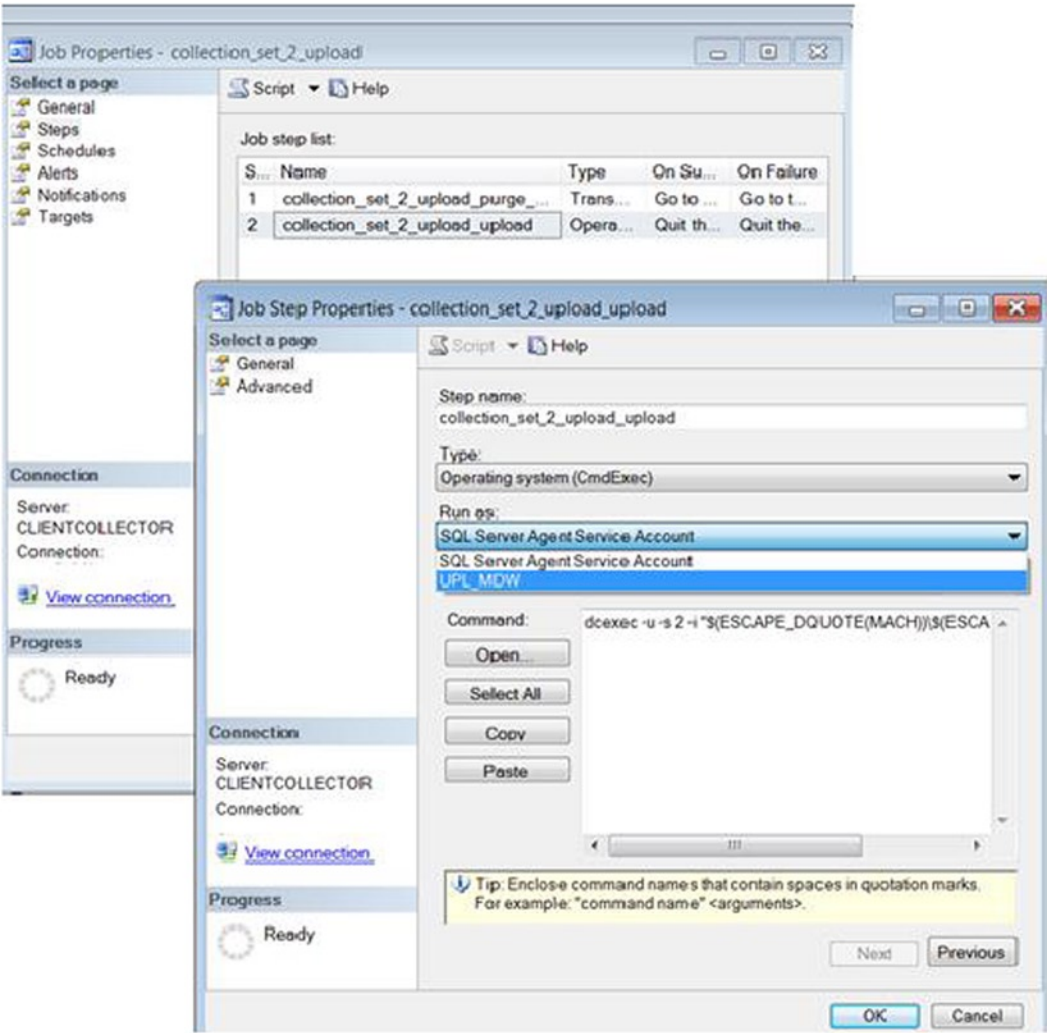 Job Properties - collection_set_2_upload
Select a page
General
Steps
Schedules
Alerts
Notifications
Targets
Script
Help
Job step list:
S... Name Type On Su... On Failure
1 collection_set_2_upload_purge_... Trans... Go to ... Go to t...
2 collection_set_2_upload_upload Opera... Quit th... Quit the...
Connection
Server:
CLIENTCOLLECTOR
Connection:
View connection
Progress
Ready
Job Step Properties - collection_set_2_upload_upload
Select a page
General
Advanced
Script
Help
Step name:
collection_set_2_upload_upload
Type:
Operating system (CmdExec)
Run as:
SQL Server Agent Service Account
SQL Server Agent Service Account
UPL_MDW
Command:
dcexec -u -s 2 -i "$(ESCAPE_DQUOTE(MACH))\$(ESCA
Open...
Select All
Copy
Paste
Connection
Server:
CLIENTCOLLECTOR
Connection:
View connection
Progress
Ready
Tip: Enclose command names that contain spaces in quotation marks.
For example: "command name" <arguments>.
Next
Previous
OK
Cancel